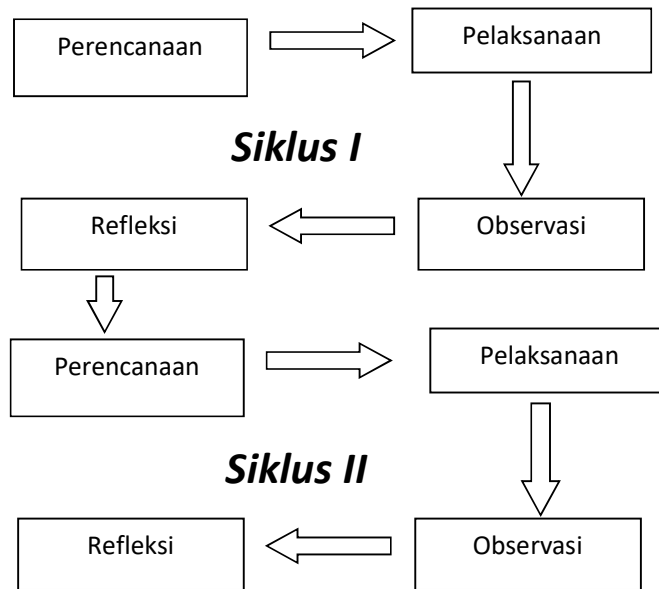 Perencanaan
Pelaksanaan
Siklus I
Refleksi
Observasi
Perencanaan
Pelaksanaan
Siklus II
Refleksi
Observasi